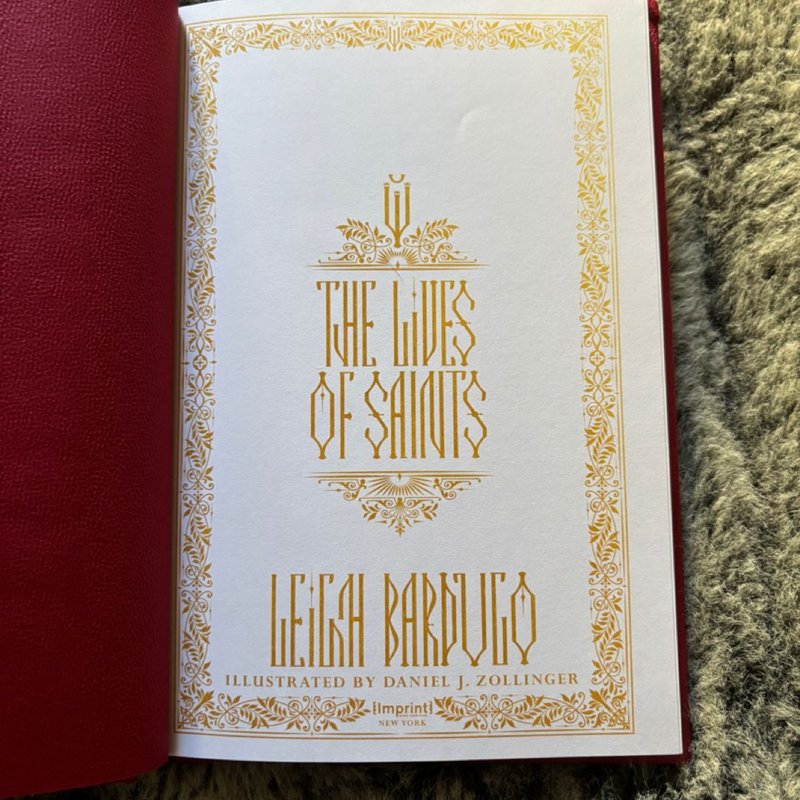 THE LIVES
OF SAINTS
LEIGH BARDUGO
ILLUSTRATED BY DANIEL J. ZOLLINGER
{Imprint}
NEW YORK